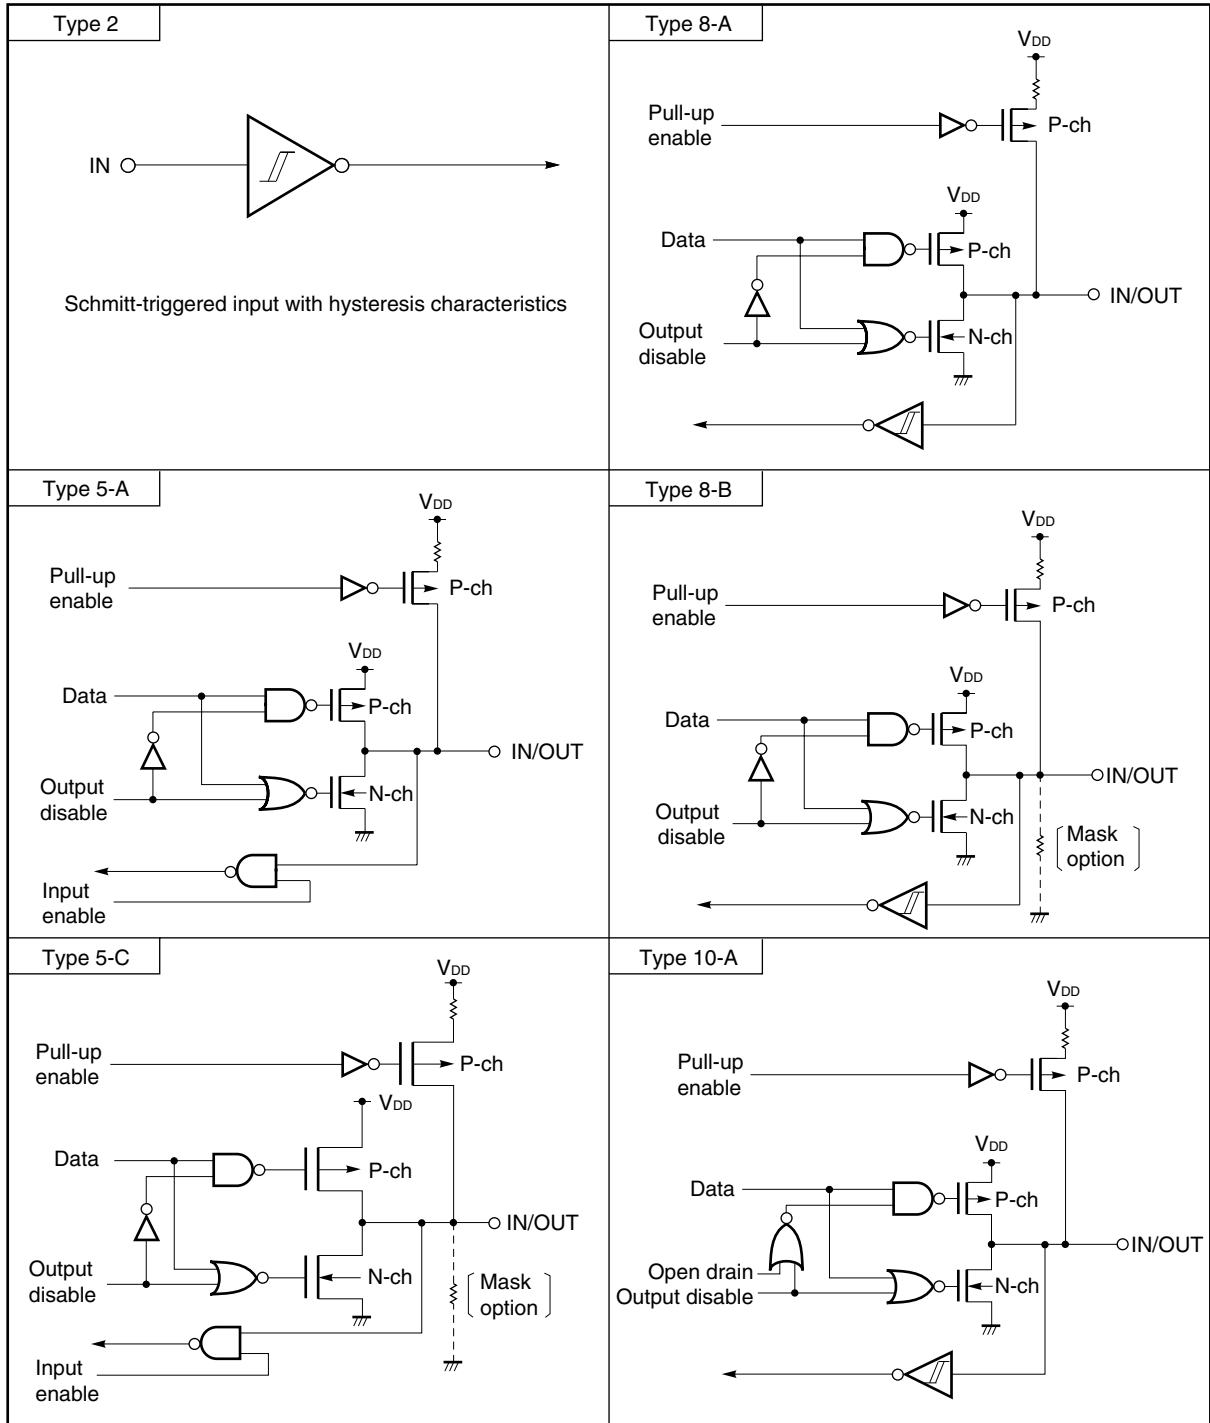 Type 2
IN
Schmitt-triggered input with hysteresis characteristics
Type 8-A
VDD
Pull-up
enable
P-ch
VDD
Data
P-ch
IN/OUT
Output
disable
N-ch
Type 5-A
VDD
Pull-up
enable
P-ch
VDD
Data
P-ch
IN/OUT
Output
disable
N-ch
Input
enable
Type 8-B
VDD
Pull-up
enable
P-ch
VDD
Data
P-ch
IN/OUT
Output
disable
N-ch
Mask
option
Type 5-C
VDD
Pull-up
enable
P-ch
VDD
Data
P-ch
IN/OUT
Output
disable
N-ch
Mask
option
Input
enable
Type 10-A
VDD
Pull-up
enable
P-ch
VDD
Data
P-ch
IN/OUT
Open drain
Output disable
N-ch